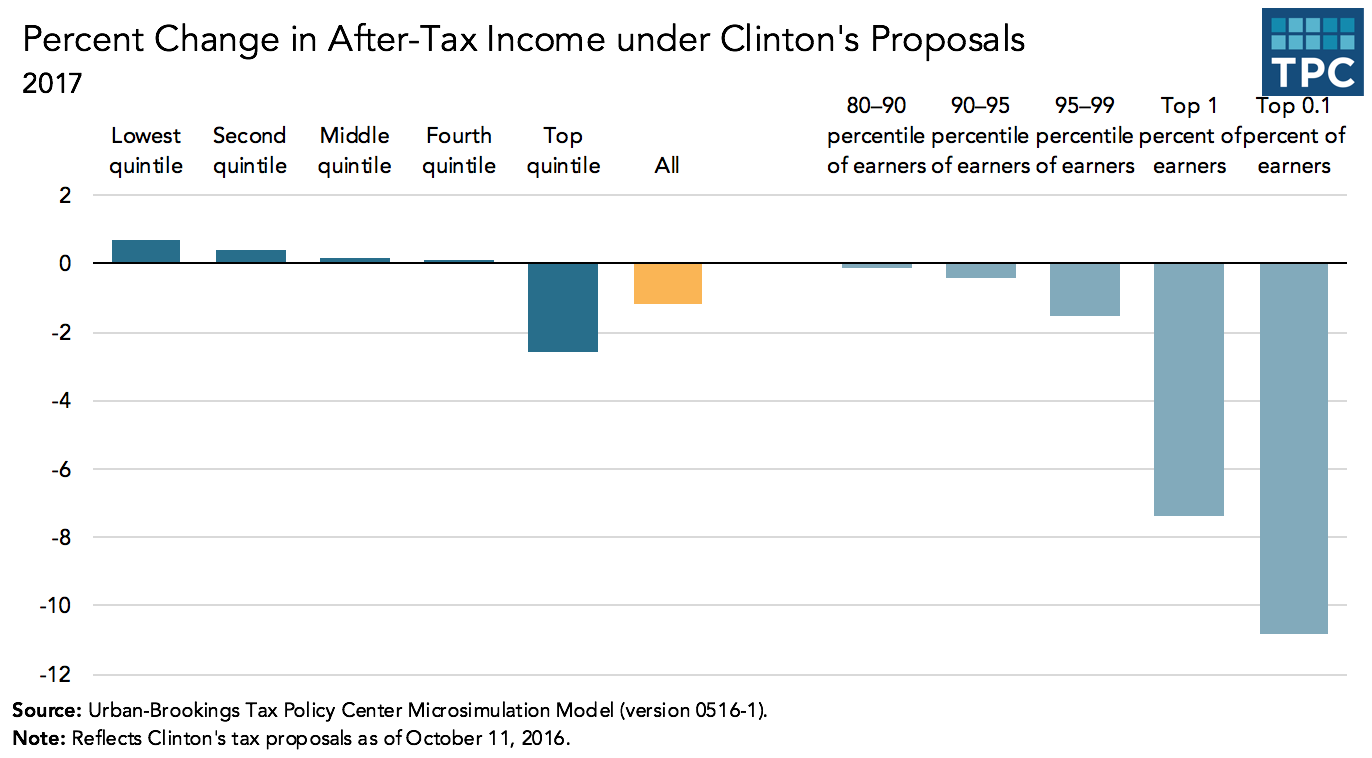 Percent Change in After-Tax Income under Clinton's Proposals
2017
TPC
Lowest
quintile
Second
quintile
Middle
quintile
Fourth
quintile
Top
quintile
All
80–90
percentile
of earners
90–95
percentile
of earners
95–99
percentile
of earners
Top 1
percent of
earners
Top 0.1
percent of
earners
2
0
-2
-4
-6
-8
-10
-12
Source: Urban-Brookings Tax Policy Center Microsimulation Model (version 0516-1).
Note: Reflects Clinton's tax proposals as of October 11, 2016.